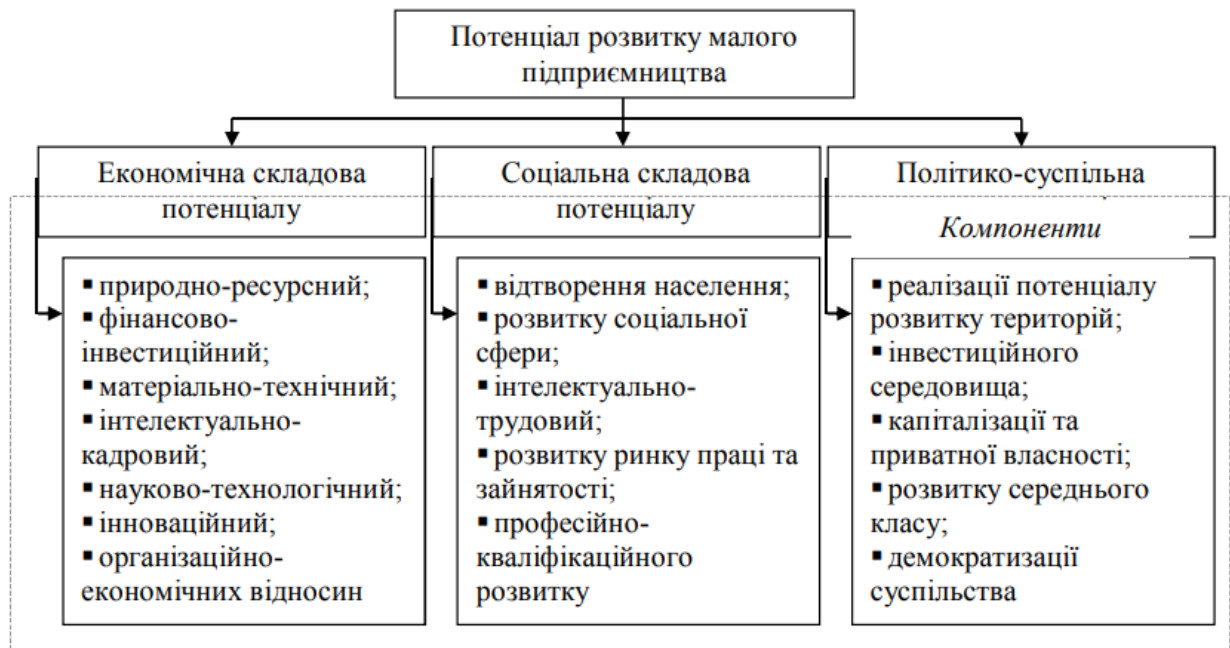 Потенціал розвитку малого
підприємництва
Економічна складова
потенціалу
Соціальна складова
потенціалу
Політико-суспільна
Компоненти
▪ природно-ресурсний;
▪ фінансово-
інвестиційний;
▪ матеріально-технічний;
▪ інтелектуально-
кадровий;
▪ науково-технологічний;
▪ інноваційний;
▪ організаційно-
економічних відносин
▪ відтворення населення;
▪ розвитку соціальної
сфери;
▪ інтелектуально-
трудовий;
▪ розвитку ринку праці та
зайнятості;
▪ професійно-
кваліфікаційного
розвитку
▪ реалізації потенціалу
розвитку територій;
▪ інвестиційного
середовища;
▪ капіталізації та
приватної власності;
▪ розвитку середнього
класу;
▪ демократизації
суспільства